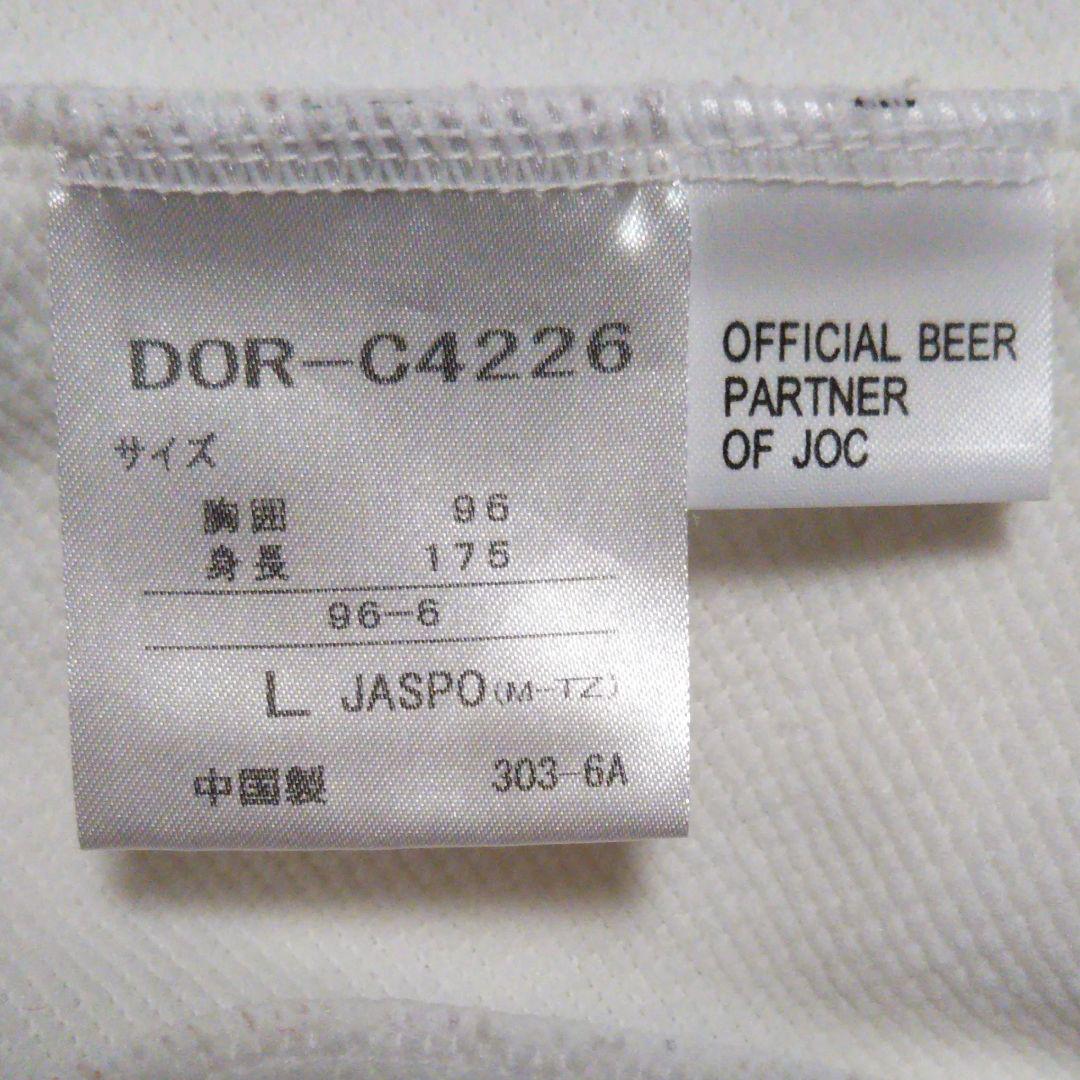 DOR-C4226
サイズ
胸囲 96
身長 175
96-6
L JASPO(M-TZ)
中国製 303-6A
OFFICIAL BEER
PARTNER
OF JOC